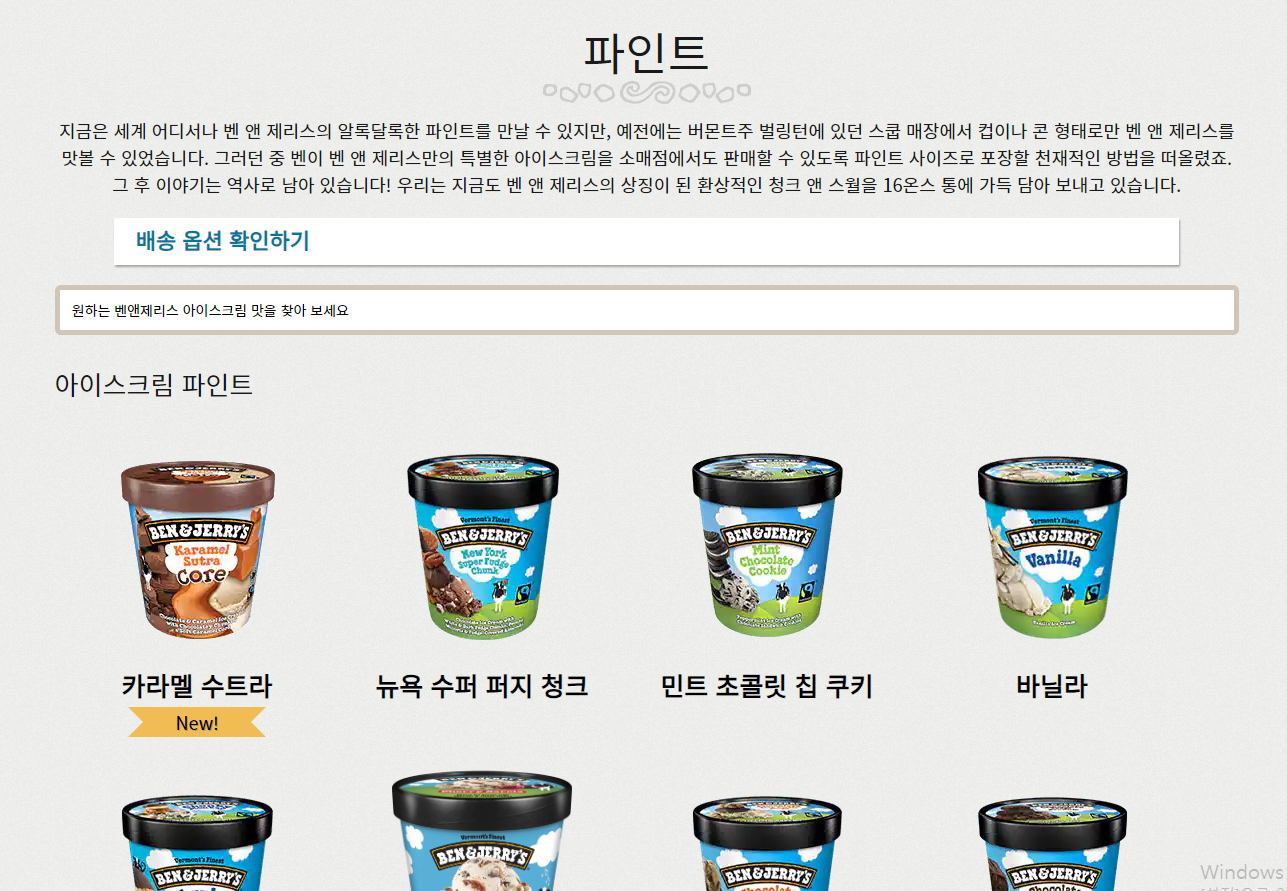 파인트
지금은 세계 어디서나 벤 앤 제리스의 알록달록한 파인트를 만날 수 있지만, 예전에는 버몬트주 벌링턴에 있던 스쿱 매장에서 컵이나 콘 형태로만 벤 앤 제리스를
맛볼 수 있었습니다. 그러던 중 벤이 벤 앤 제리스만의 특별한 아이스크림을 소매점에서도 판매할 수 있도록 파인트 사이즈로 포장할 천재적인 방법을 떠올렸죠.
그 후 이야기는 역사로 남아 있습니다! 우리는 지금도 벤 앤 제리스의 상징이 된 환상적인 청크 앤 스월을 16온스 통에 가득 담아 보내고 있습니다.
배송 옵션 확인하기
원하는 벤앤제리스 아이스크림 맛을 찾아 보세요
아이스크림 파인트
BEN & JERRY'S
Karamel
Sutra
Core
Vermont's Finest
BEN & JERRY'S
New York
Super Fudge
Chunk
BEN & JERRY'S
Mint
Chocolate
Cookie
Vermont's Finest
BEN & JERRY'S
Vanilla
Vanilla Ice Cream
카라멜 수트라
뉴욕 수퍼 퍼지 청크
민트 초콜릿 칩 쿠키
바닐라
New!
Vermont's Finest
BEN & JERRY'S
Vermont's Finest
BEN & JERRY'S
BEN & JERRY'S
BEN & JERRY'S
Windows